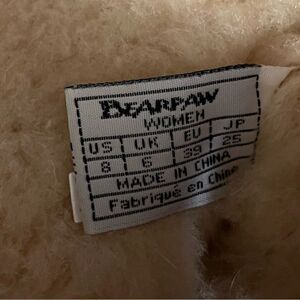 BEARPAW
WOMEN
US UK EU JP
8 6 39 25
MADE IN CHINA
Fabriqué en Chine